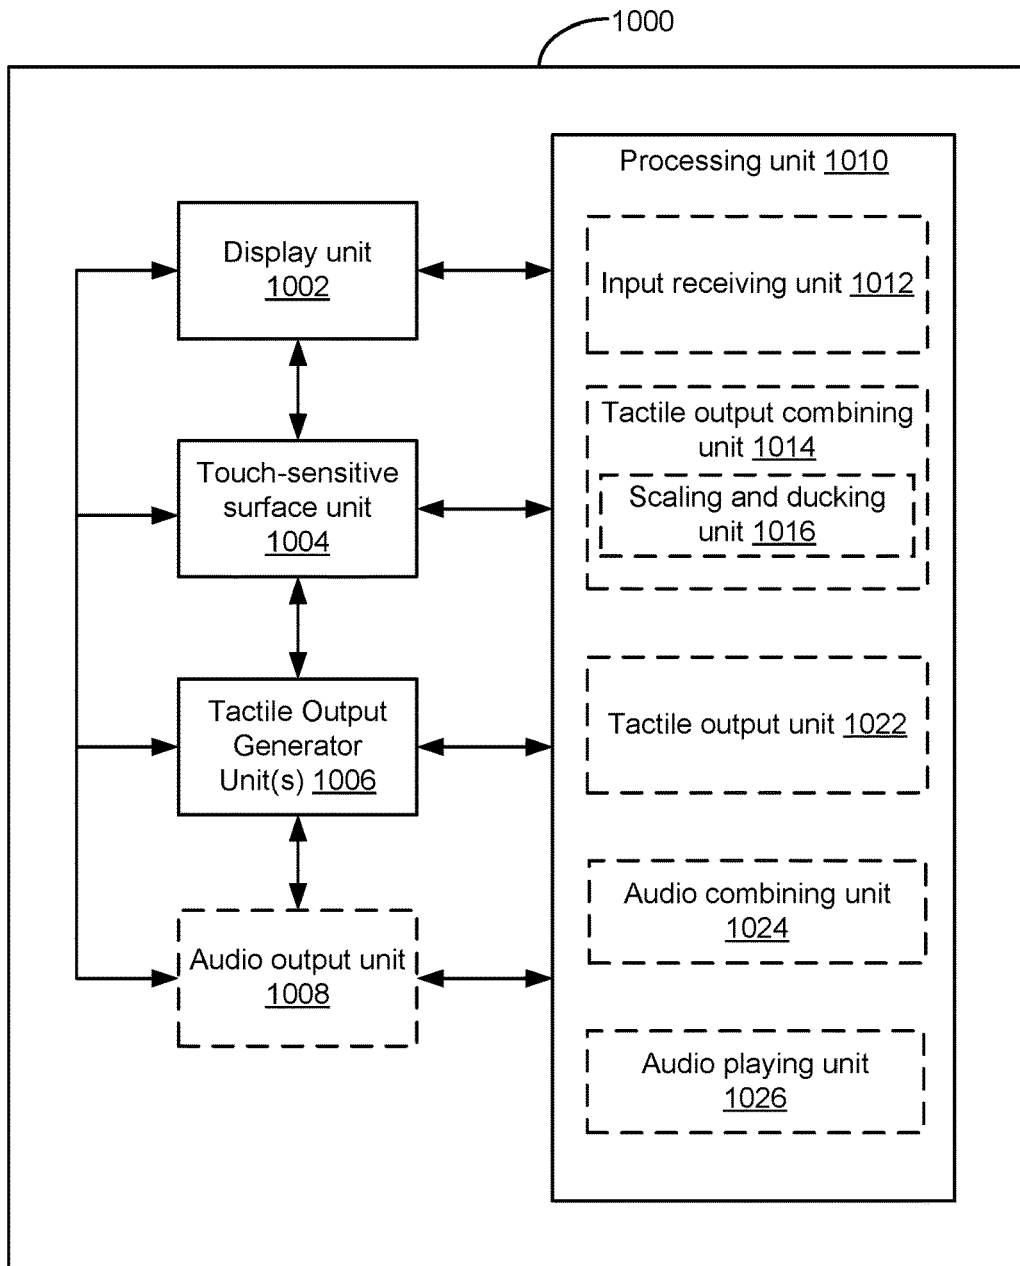 1000
Processing unit 1010
Display unit
1002
Input receiving unit 1012
Tactile output combining
unit 1014
Scaling and ducking
unit 1016
Touch-sensitive
surface unit
1004
Tactile Output
Generator
Unit(s) 1006
Tactile output unit 1022
Audio combining unit
1024
Audio output unit
1008
Audio playing unit
1026